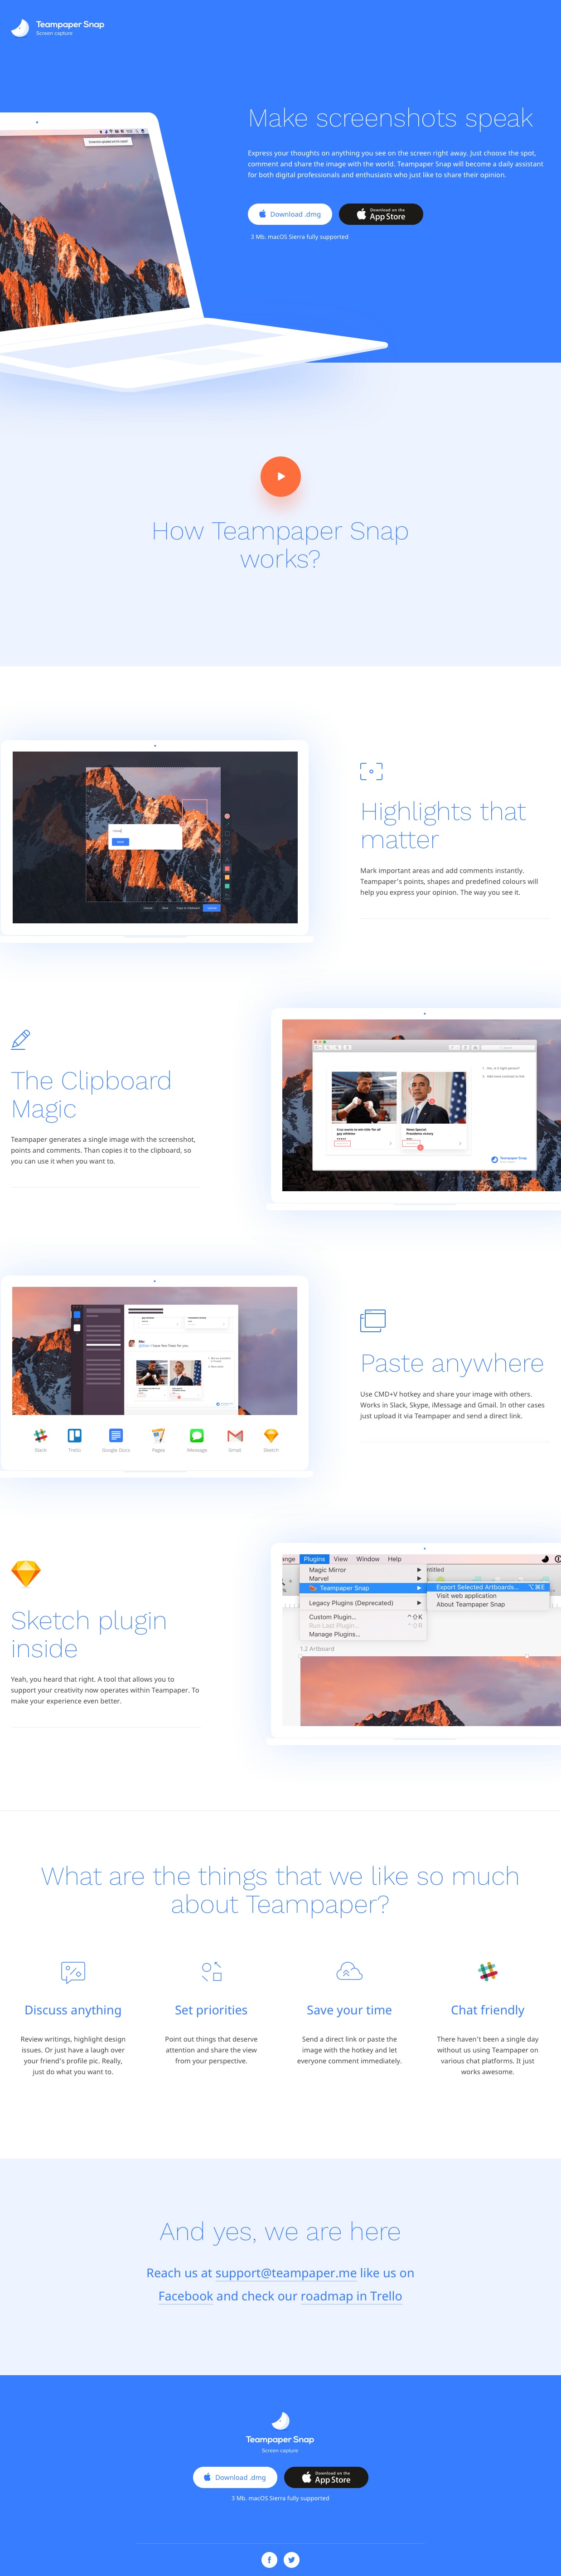 Teampaper Snap
Screen capture
Make screenshots speak
Express your thoughts on anything you see on the screen right away. Just choose the spot,
comment and share the image with the world. Teampaper Snap will become a daily assistant
for both digital professionals and enthusiasts who just like to share their opinion.
Download .dmg
Download on the
App Store
3 Mb. macOS Sierra fully supported
How Teampaper Snap
works?
Highlights that
matter
Mark important areas and add comments instantly.
Teampaper's points, shapes and predefined colours will
help you express your opinion. The way you see it.
The Clipboard
Magic
Teampaper generates a single image with the screenshot,
points and comments. Than copies it to the clipboard, so
you can use it when you want to.
Teampaper Snap
Paste anywhere
Use CMD+V hotkey and share your image with others.
Works in Slack, Skype, iMessage and Gmail. In other cases
just upload it via Teampaper and send a direct link.
Slack
Trello
Google Docs
Pages
iMessage
Gmail
Sketch
Sketch plugin
inside
Yeah, you heard that right. A tool that allows you to
support your creativity now operates within Teampaper. To
make your experience even better.
ange Plugins View Window Help
Magic Mirror
Marvel
Teampaper Snap
Legacy Plugins (Deprecated)
Custom Plugin... ^⇧K
Run Last Plugin... ^⇧R
Manage Plugins...
ntitled
Export Selected Artboards... ⌥⌘E
Visit web application
About Teampaper Snap
1.2 Artboard
What are the things that we like so much
about Teampaper?
Discuss anything
Review writings, highlight design
issues. Or just have a laugh over
your friend's profile pic. Really,
just do what you want to.
Set priorities
Point out things that deserve
attention and share the view
from your perspective.
Save your time
Send a direct link or paste the
image with the hotkey and let
everyone comment immediately.
Chat friendly
There haven't been a single day
without us using Teampaper on
various chat platforms. It just
works awesome.
And yes, we are here
Reach us at support@teampaper.me like us on
Facebook and check our roadmap in Trello
Teampaper Snap
Screen capture
Download .dmg
Download on the
App Store
3 Mb. macOS Sierra fully supported